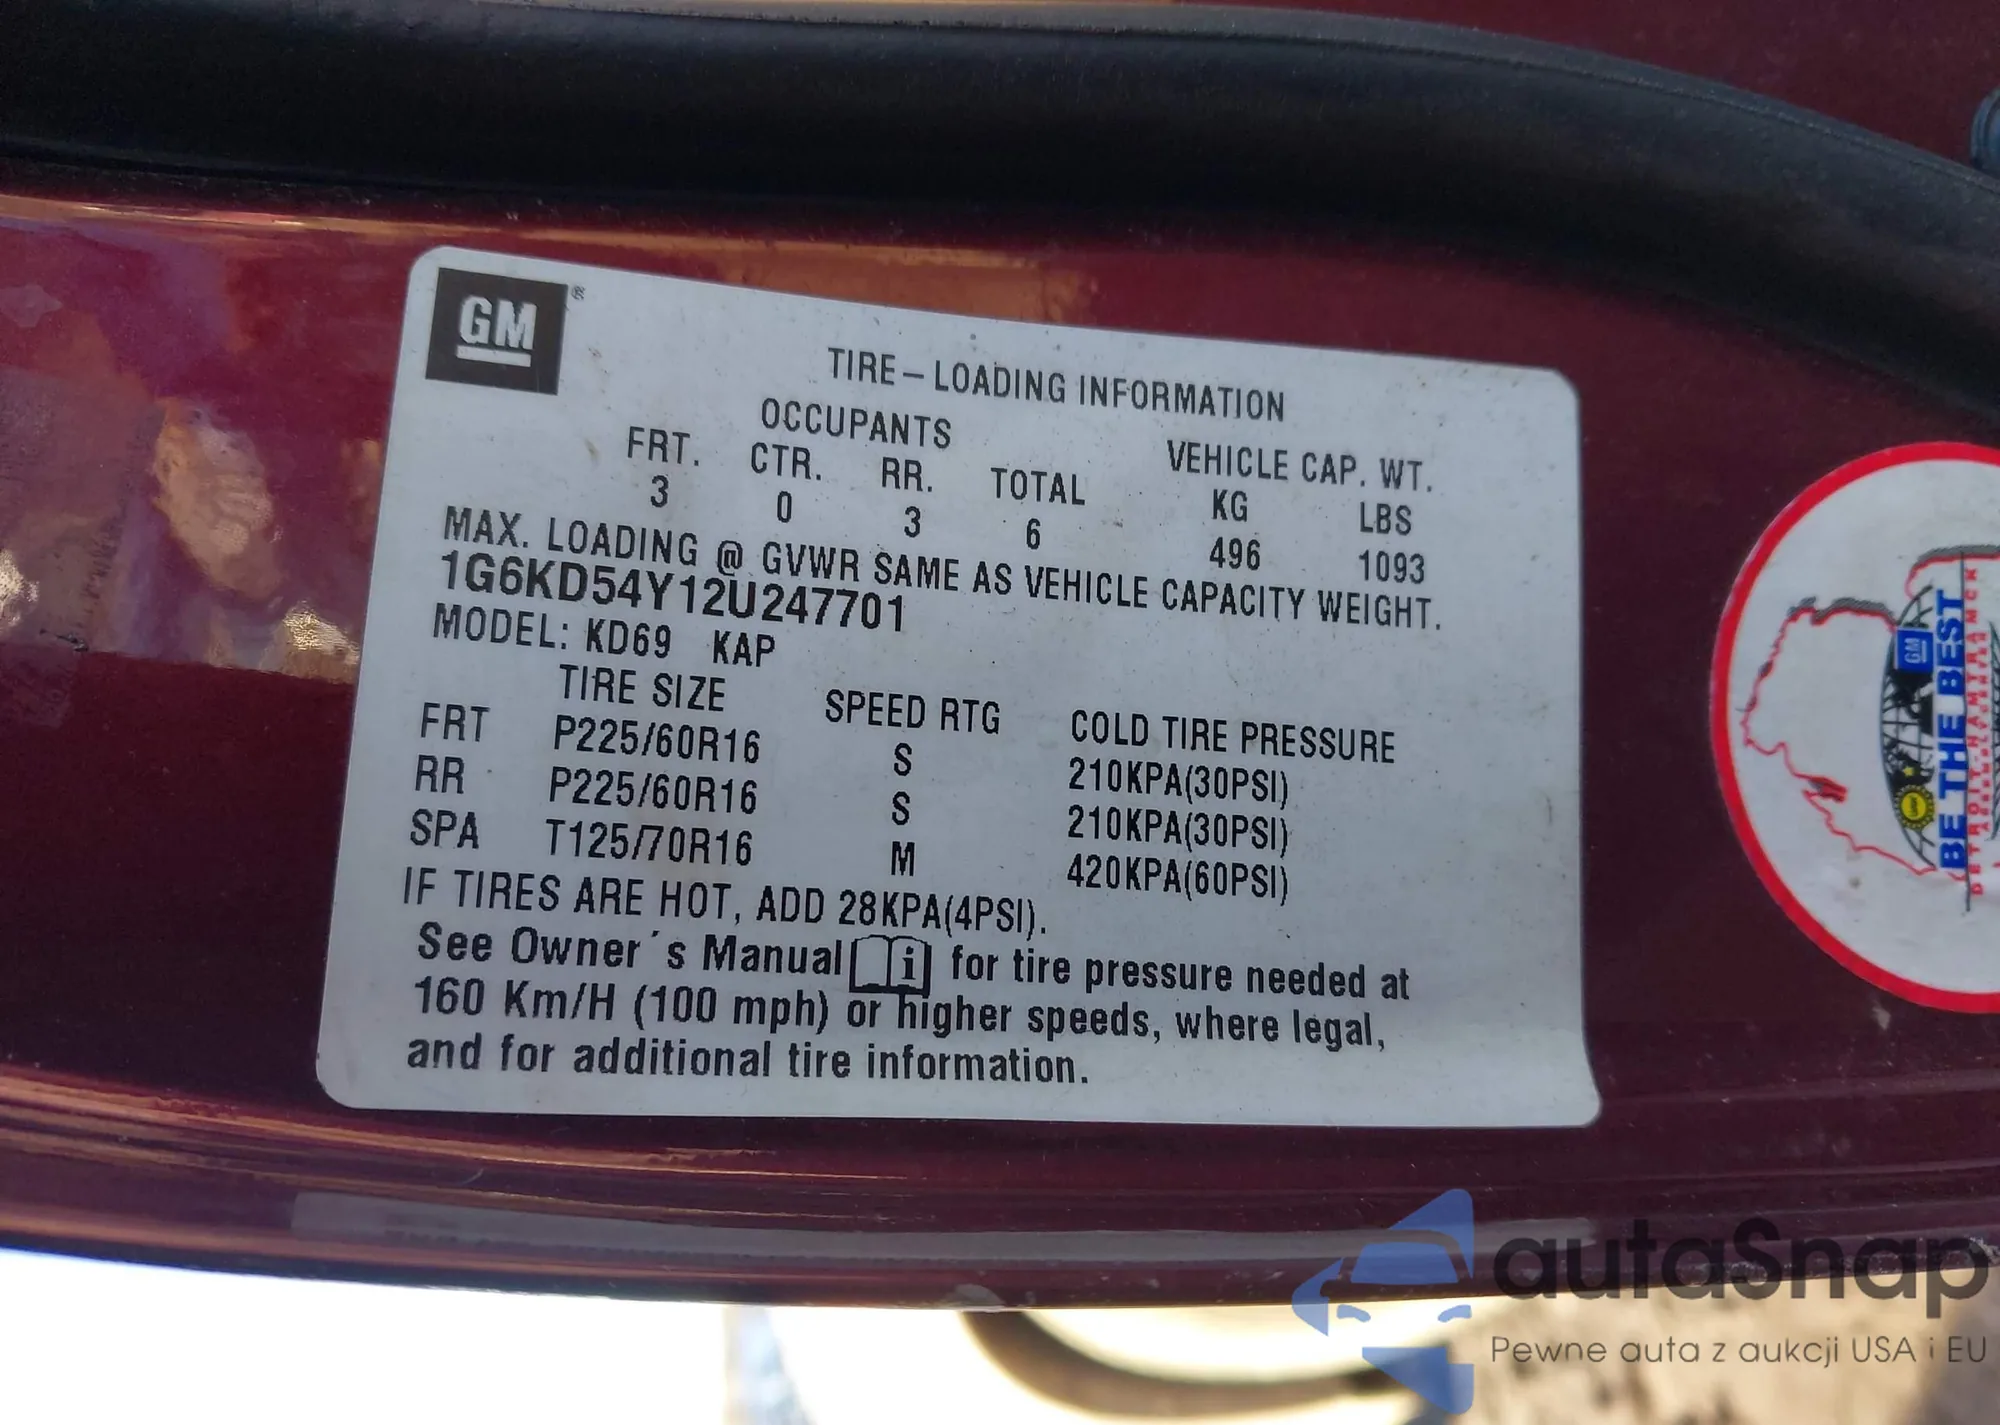 GM ®
TIRE – LOADING INFORMATION
OCCUPANTS VEHICLE CAP. WT.
FRT. CTR. RR. TOTAL KG LBS
3 0 3 6 496 1093
MAX. LOADING @ GVWR SAME AS VEHICLE CAPACITY WEIGHT.
1G6KD54Y12U247701
MODEL: KD69 KAP
TIRE SIZE SPEED RTG COLD TIRE PRESSURE
FRT P225/60R16 S 210KPA(30PSI)
RR P225/60R16 S 210KPA(30PSI)
SPA T125/70R16 M 420KPA(60PSI)
IF TIRES ARE HOT, ADD 28KPA(4PSI).
See Owner´s Manual i for tire pressure needed at
160 Km/H (100 mph) or higher speeds, where legal,
and for additional tire information.
GM
BE THE BEST
DETROIT-HAMTRAMCK
autaSnap
Pewne auta z aukcji USA i EU